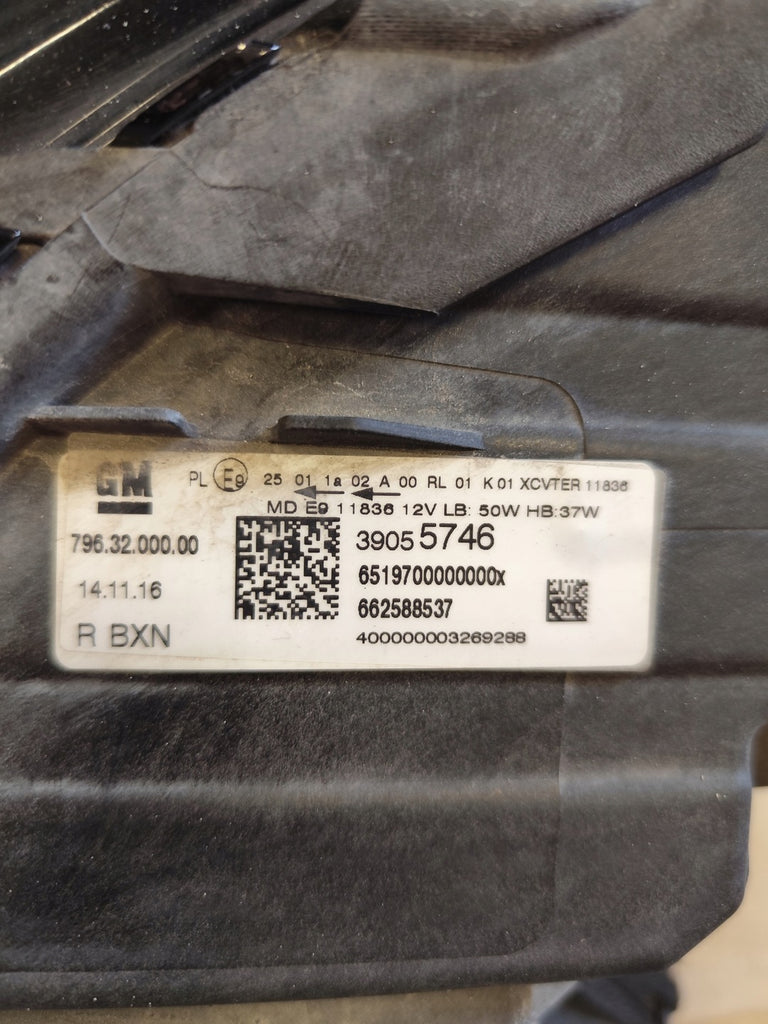 GM PL E9 25 01 1a 02 A 00 RL 01 K 01 XCVTER 11836
MD E9 11836 12V LB: 50W HB:37W
796.32.000.00 3905 5746
6519700000000x
14.11.16 662588537
R BXN 400000003269288